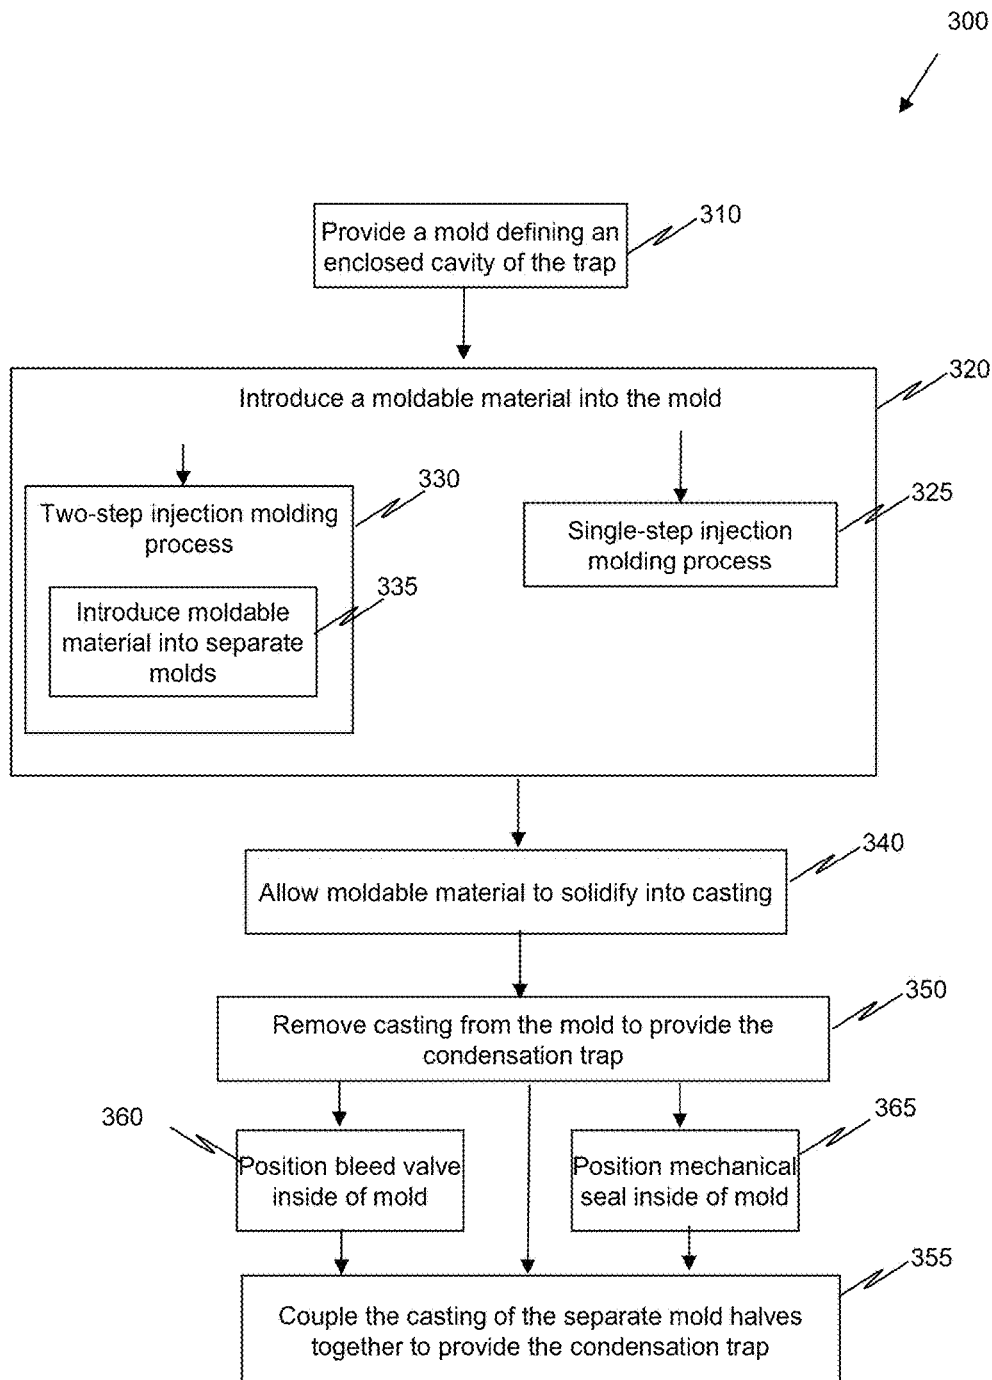 300
Provide a mold defining an
enclosed cavity of the trap
310
Introduce a moldable material into the mold
320
Two-step injection molding
process
330
Introduce moldable
material into separate
molds
335
Single-step injection
molding process
325
Allow moldable material to solidify into casting
340
Remove casting from the mold to provide the
condensation trap
350
360
Position bleed valve
inside of mold
Position mechanical
seal inside of mold
365
Couple the casting of the separate mold halves
together to provide the condensation trap
355